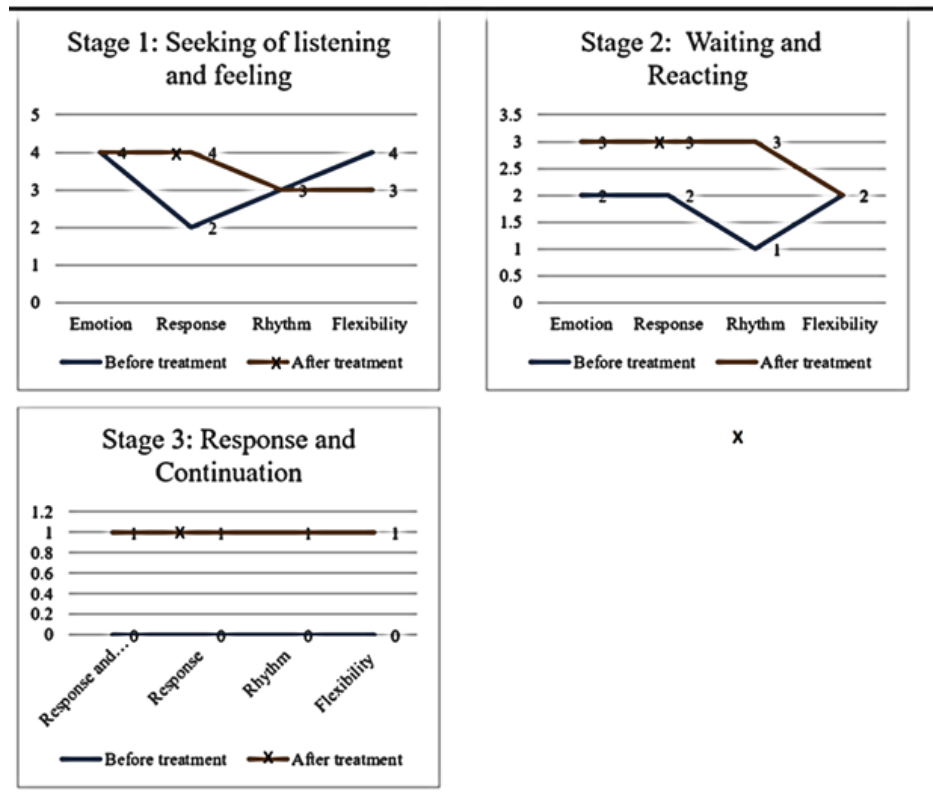 Stage 1: Seeking of listening
and feeling
5
4
3
2
1
0
4
4
4
2
3
3
Emotion Response Rhythm Flexibility
Before treatment X After treatment
Stage 2: Waiting and
Reacting
3.5
3
2.5
2
1.5
1
0.5
0
3 X 3 3
2 2 2
1
Emotion Response Rhythm Flexibility
Before treatment After treatment
Stage 3: Response and
Continuation
1.2
1
0.8
0.6
0.4
0.2
0
1 X 1 1 1
0 0 0 0
Response and... Response Rhythm Flexibility
Before treatment X After treatment
X